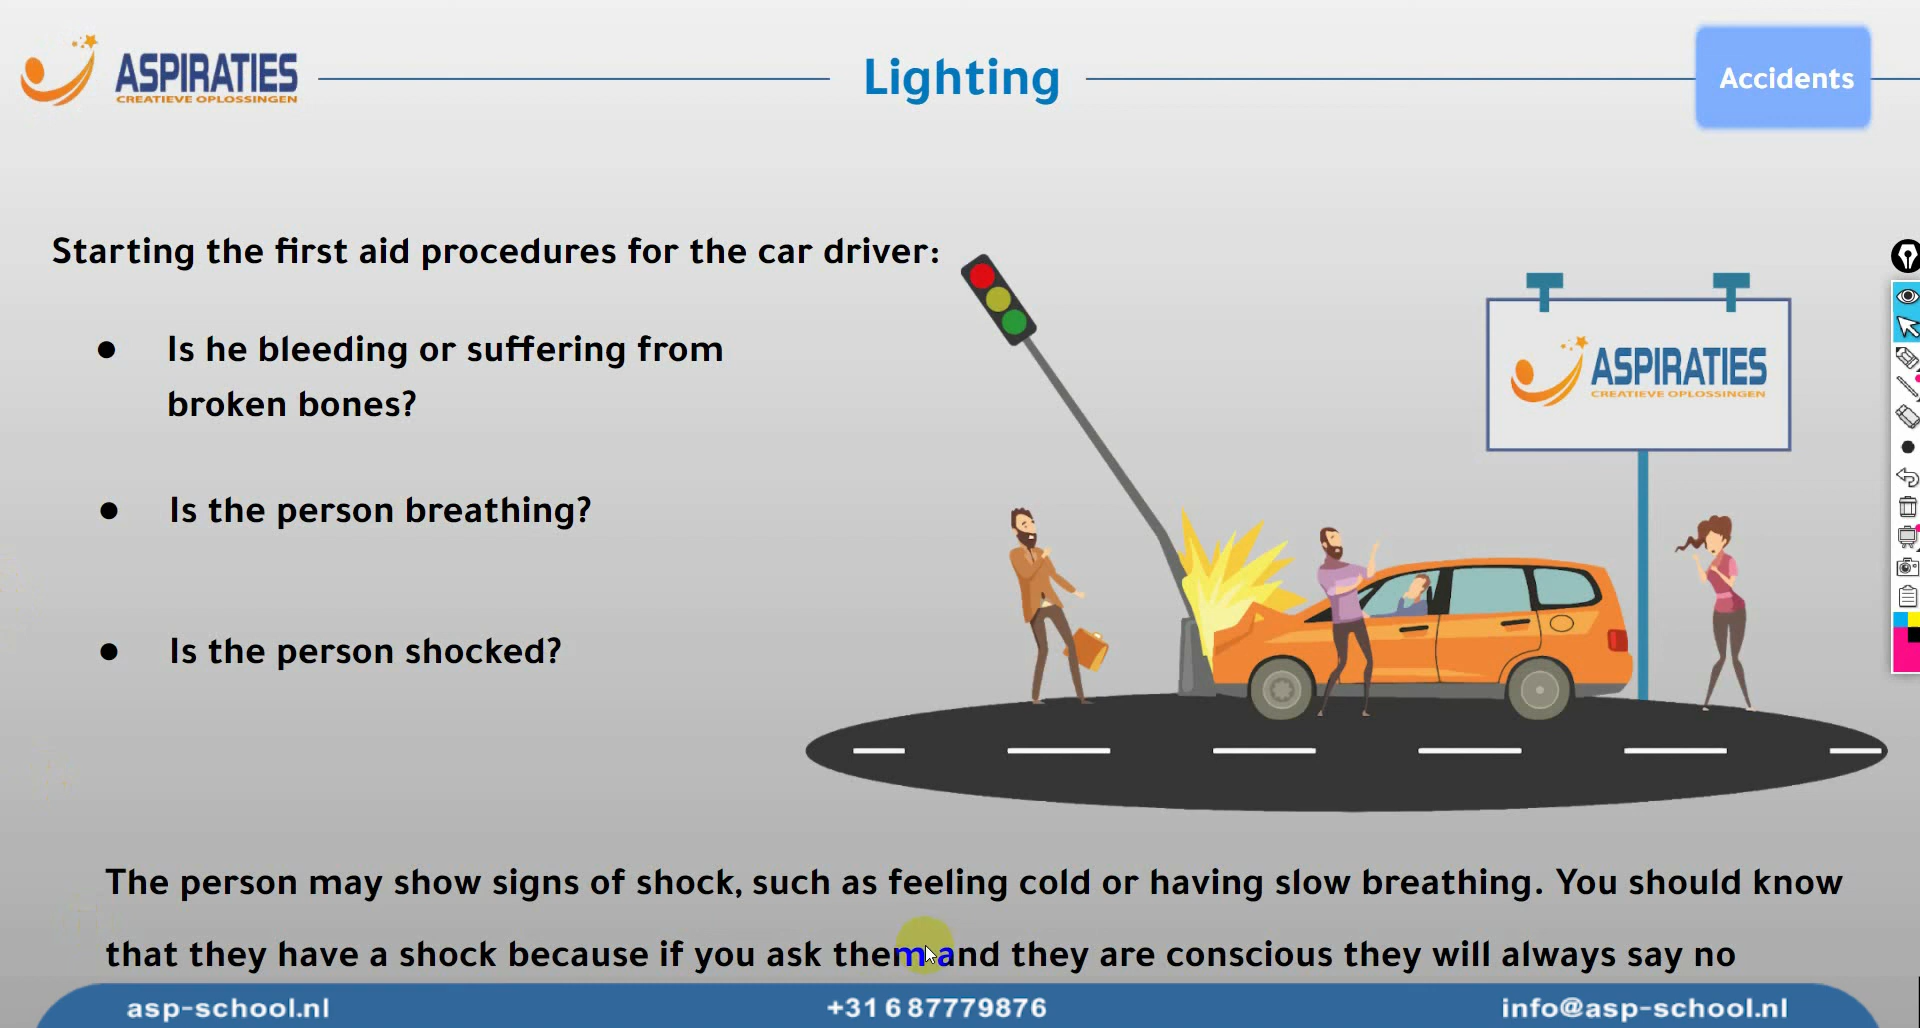 ASPIRATIES
CREATIEVE OPLOSSINGEN
Lighting
Accidents
Starting the first aid procedures for the car driver:
● Is he bleeding or suffering from
broken bones?
● Is the person breathing?
● Is the person shocked?
ASPIRATIES
CREATIEVE OPLOSSINGEN
The person may show signs of shock, such as feeling cold or having slow breathing. You should know
that they have a shock because if you ask them and they are conscious they will always say no
asp-school.nl
+31 6 87779876
info@asp-school.nl